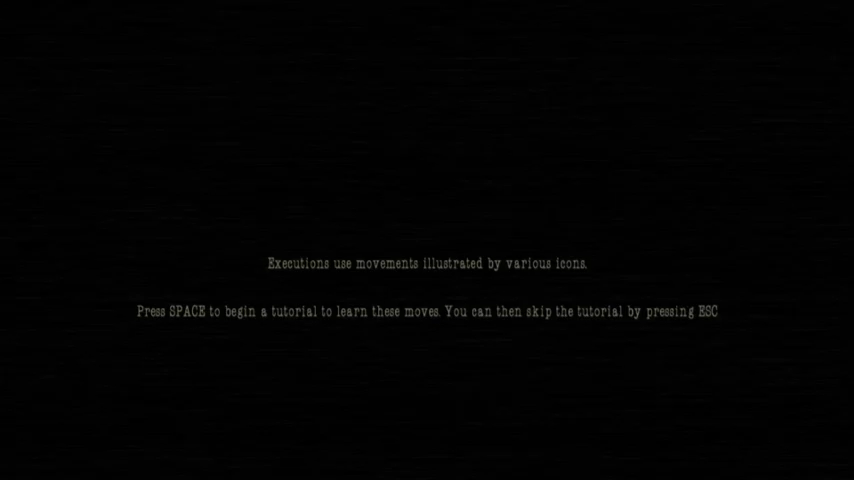 Executions use movements illustrated by various icons.
Press SPACE to begin a tutorial to learn these moves. You can then skip the tutorial by pressing ESC